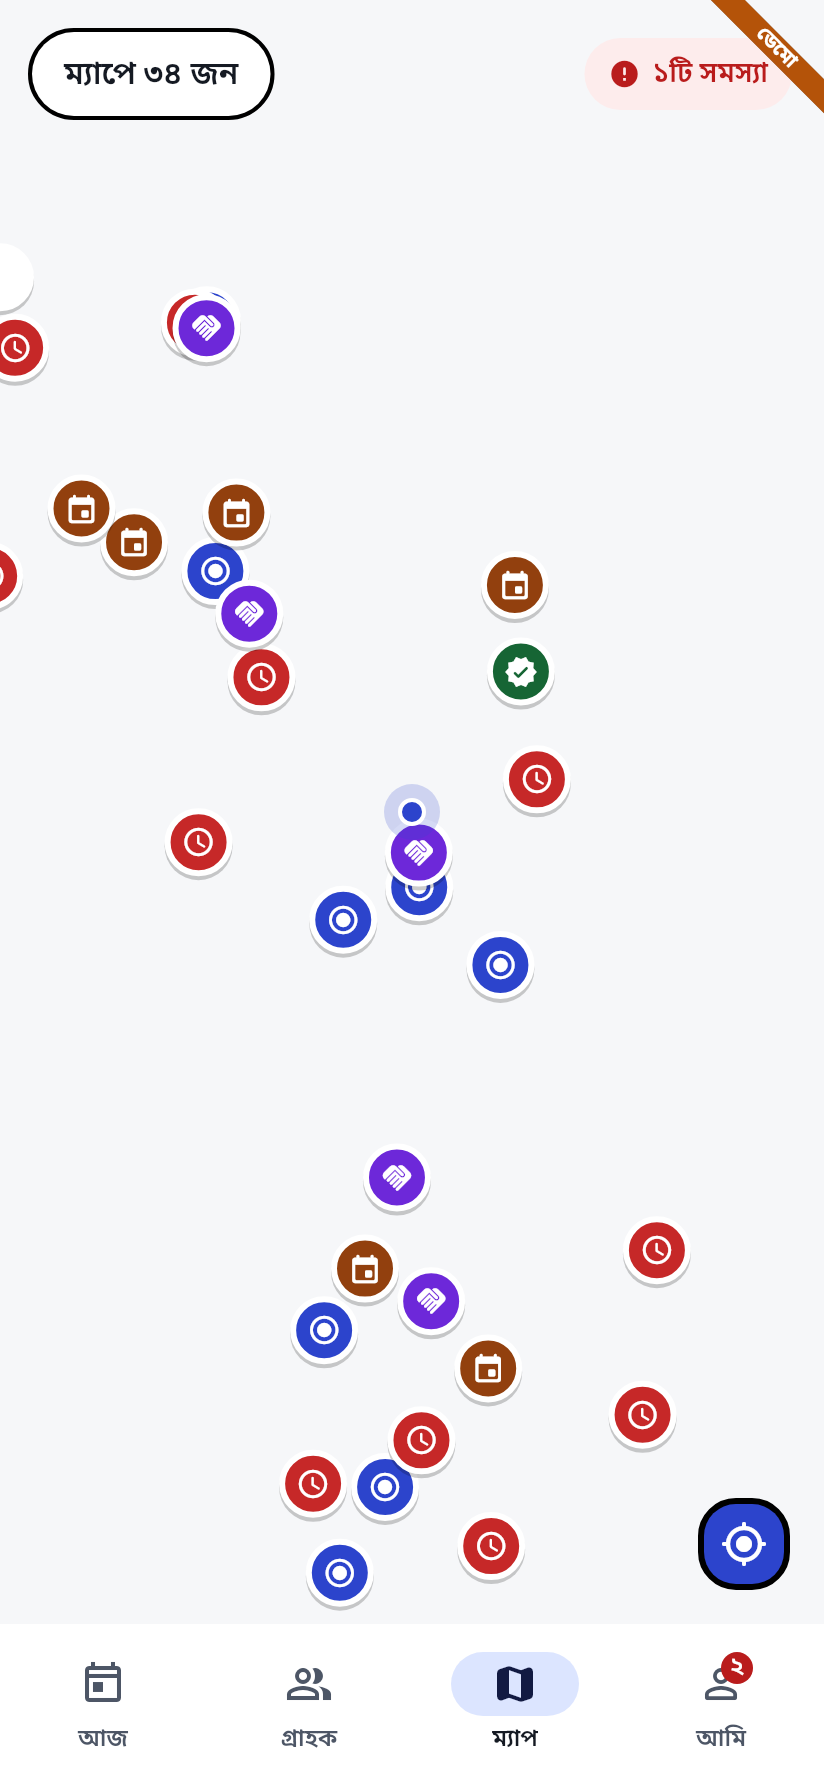 ম্যাপে ৩৪ জন
১টি সমস্যা
ডেমো
আজ
গ্রাহক
ম্যাপ
আমি
২